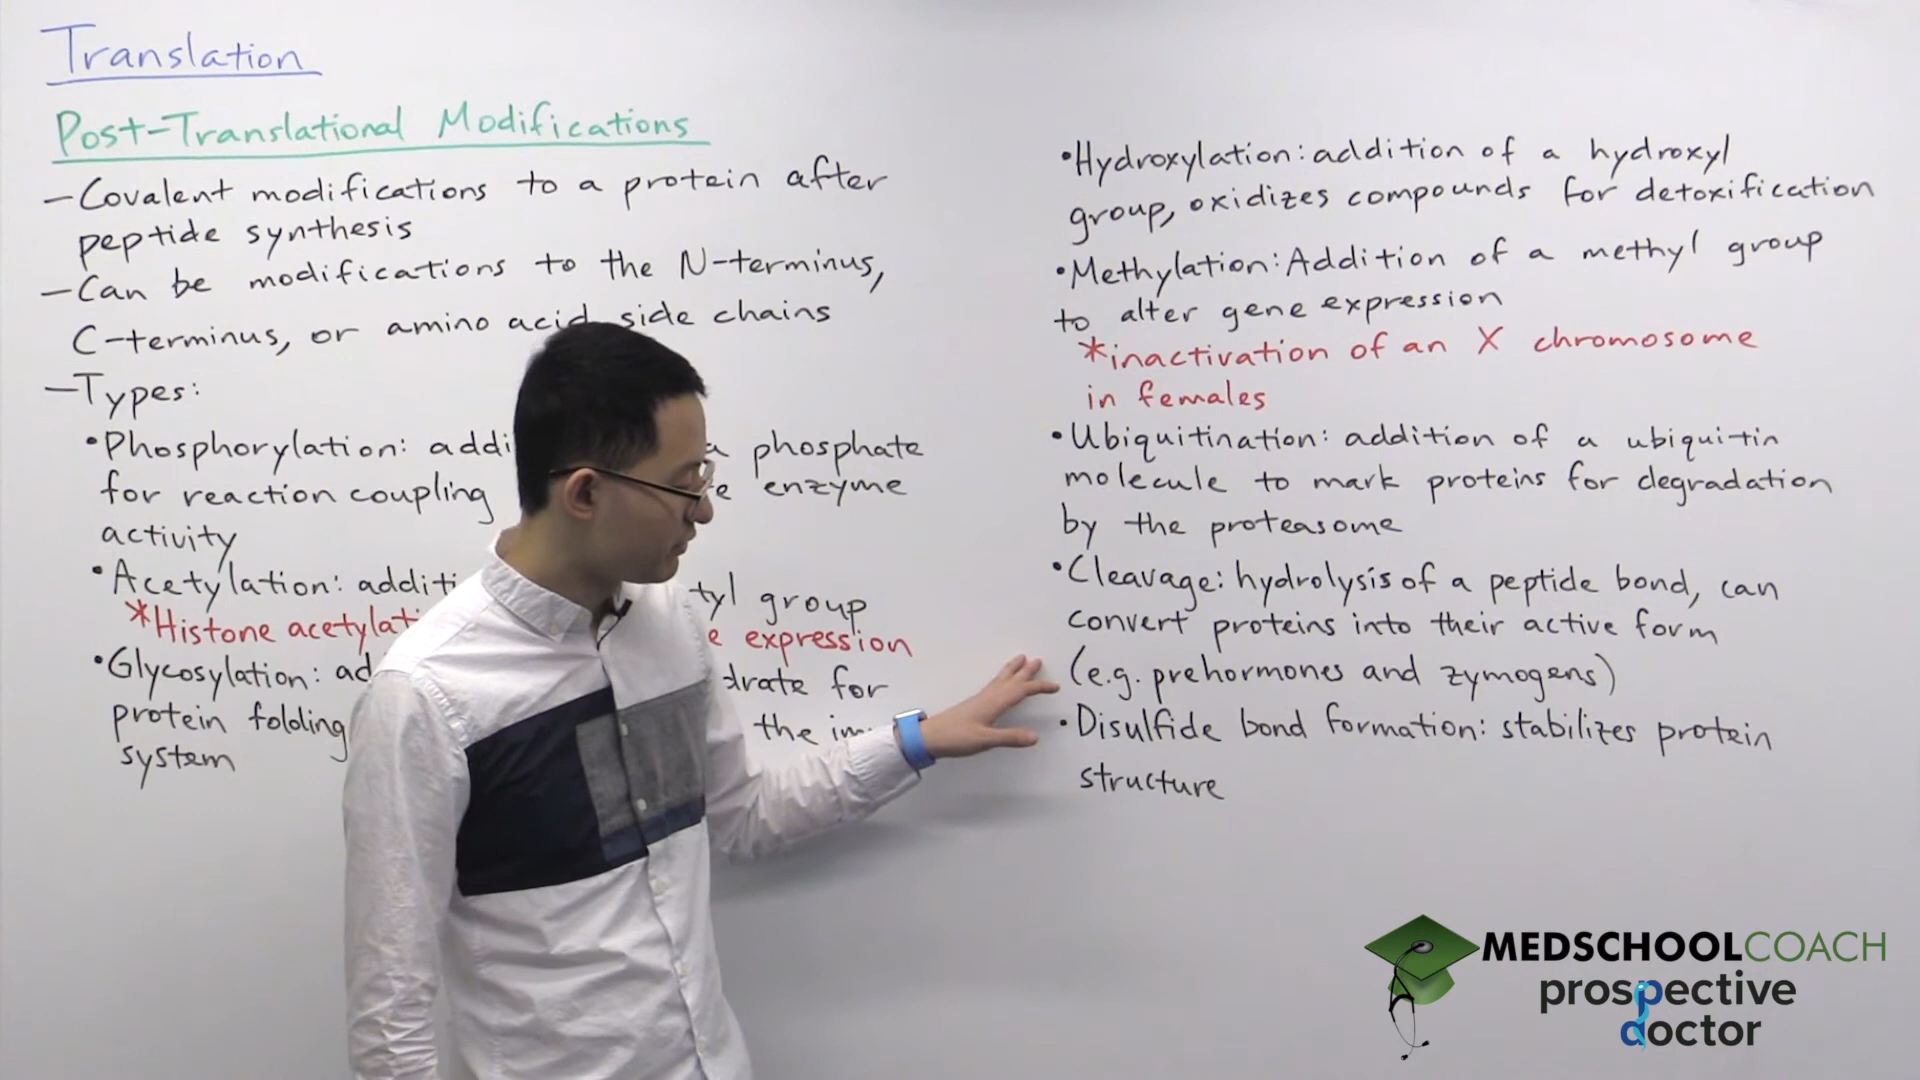 Translation
Post-Translational Modifications
- Covalent modifications to a protein after
peptide synthesis
- Can be modifications to the N-terminus,
C-terminus, or amino acid side chains
- Types:
• Phosphorylation: a phosphate
for reaction coupling enzyme
activity
• Acetylation: group
* Histone expression
• Glycosylation: for
protein folding the
system
• Hydroxylation: addition of a hydroxyl
group, oxidizes compounds for detoxification
• Methylation: Addition of a methyl group
to alter gene expression
* inactivation of an X chromosome
in females
• Ubiquitination: addition of a ubiquitin
molecule to mark proteins for degradation
by the proteasome
• Cleavage: hydrolysis of a peptide bond, can
convert proteins into their active form
(e.g. prehormones and zymogens)
• Disulfide bond formation: stabilizes protein
structure
MEDSCHOOLCOACH
prospective
doctor